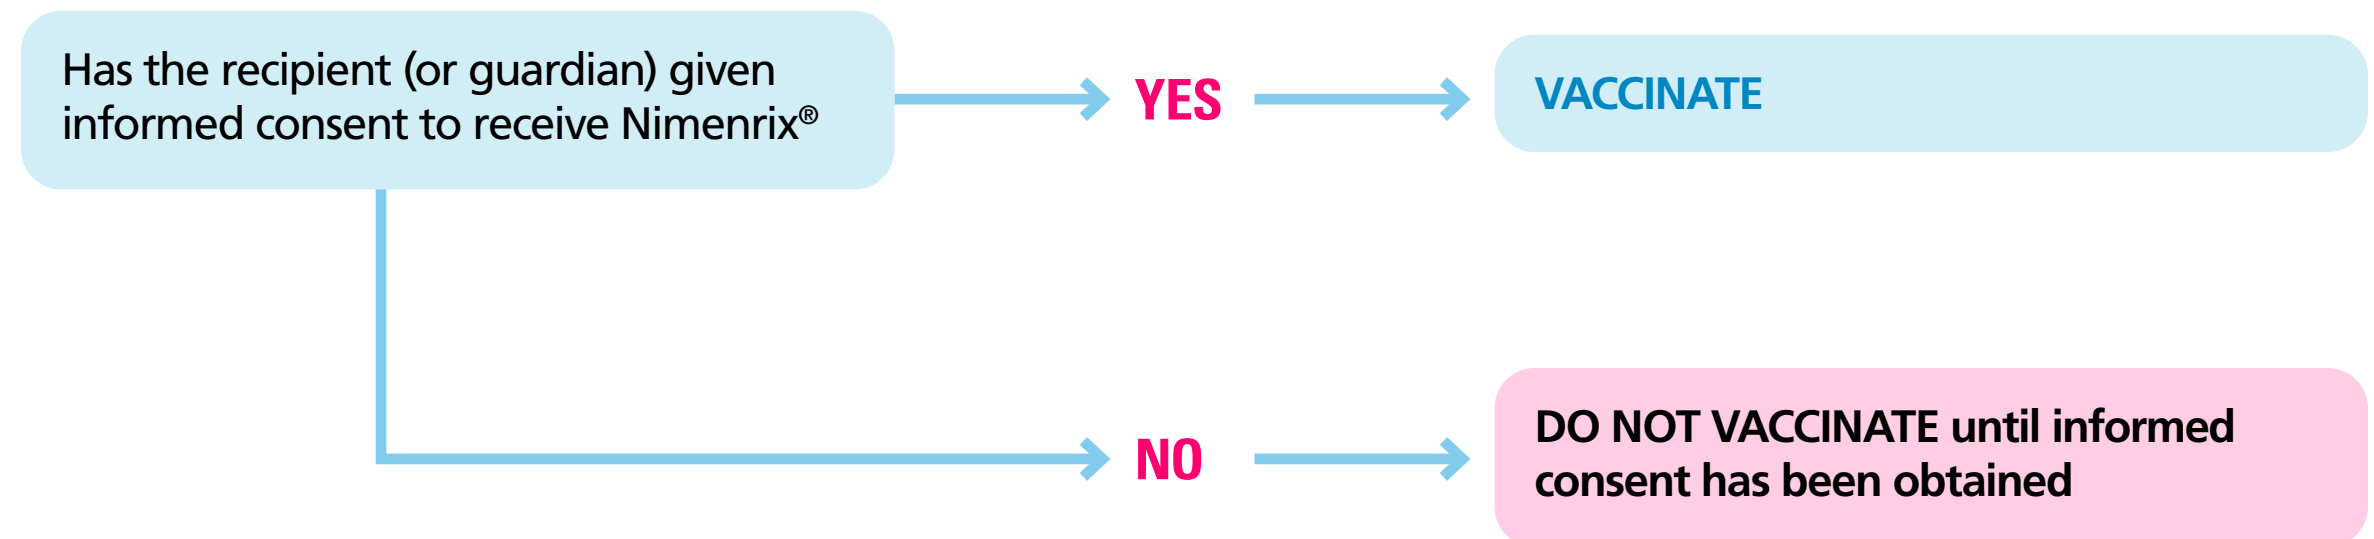 Has the recipient (or guardian) given
informed consent to receive Nimenrix®
YES
VACCINATE
NO
DO NOT VACCINATE until informed
consent has been obtained